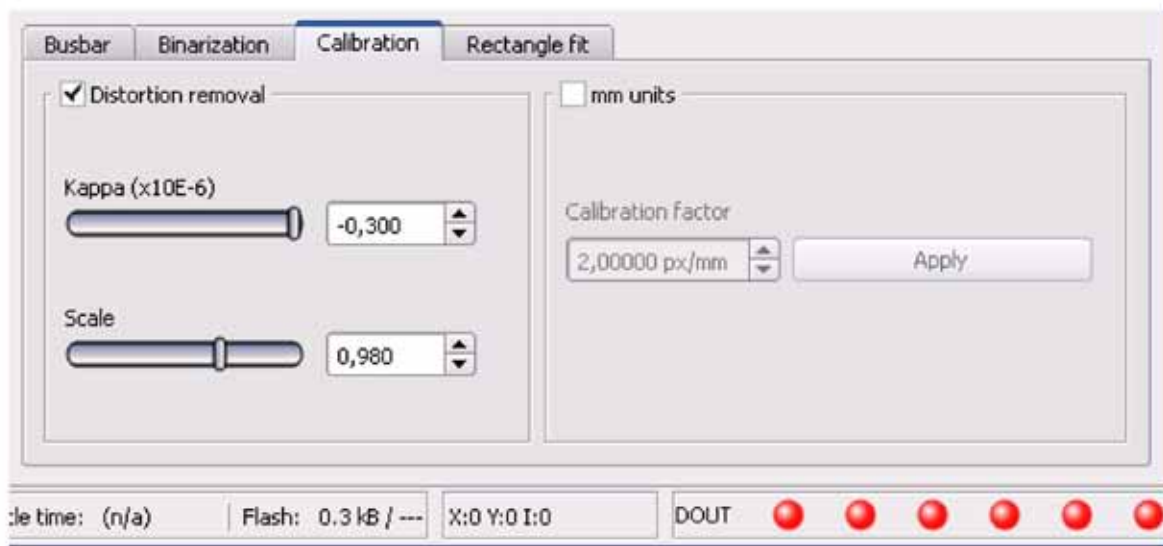 Busbar Binarization Calibration Rectangle fit
Distortion removal
Kappa (x10E-6)
-0,300
Scale
0,980
mm units
Calibration factor
2,00000 px/mm Apply
cle time: (n/a) Flash: 0.3 kB / --- X:0 Y:0 I:0 DOUT